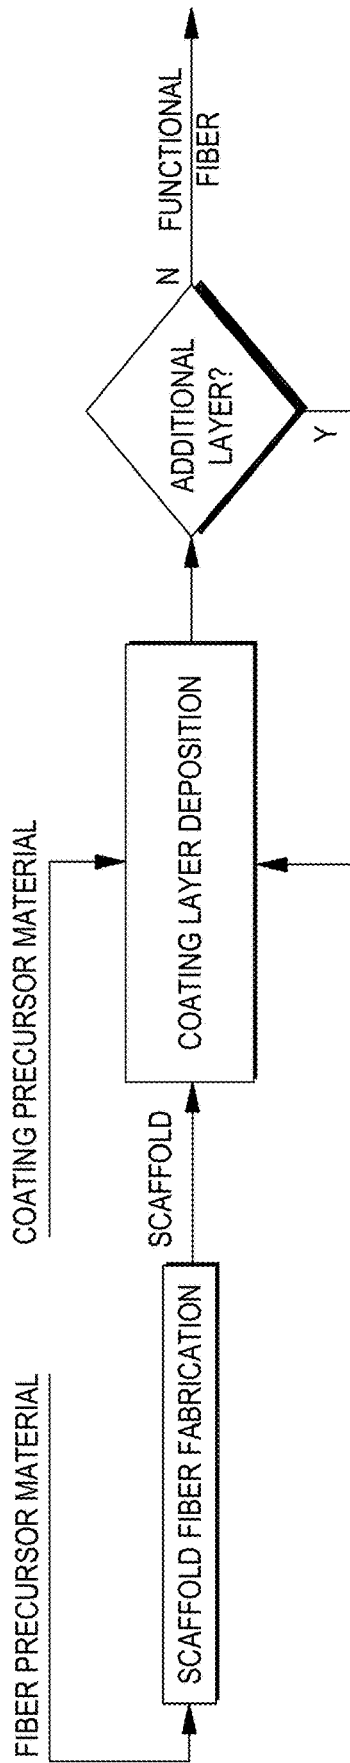 FIBER PRECURSOR MATERIAL
SCAFFOLD FIBER FABRICATION
SCAFFOLD
COATING PRECURSOR MATERIAL
COATING LAYER DEPOSITION
ADDITIONAL
LAYER?
Y
N
FUNCTIONAL
FIBER